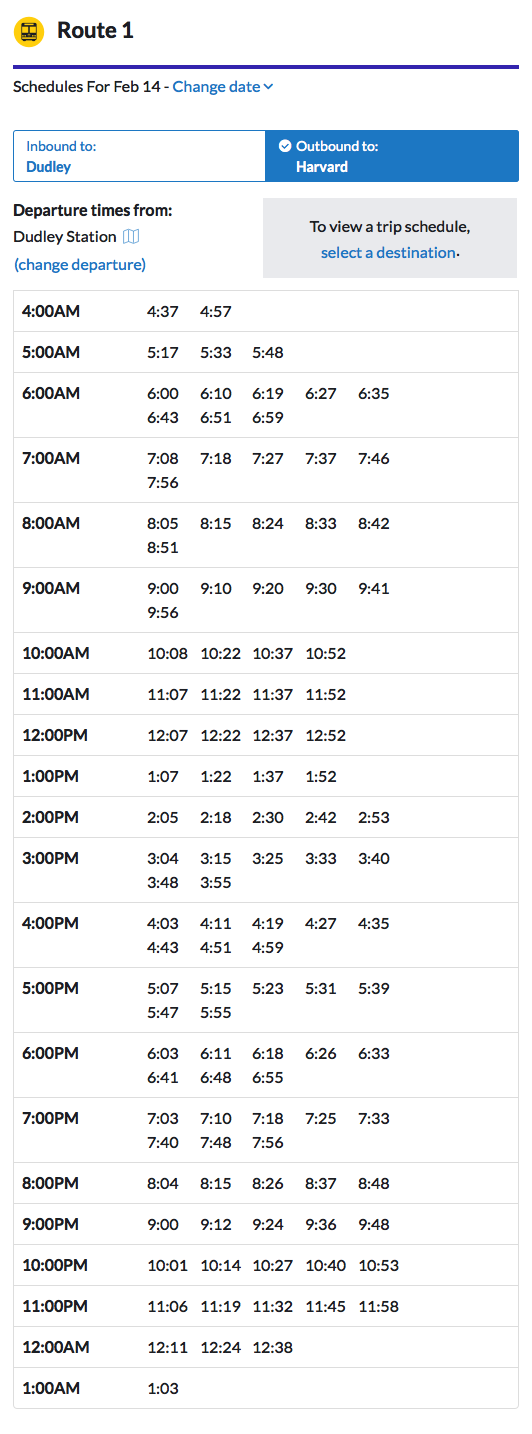 Route 1
Schedules For Feb 14 - Change date
Inbound to:
Dudley
Outbound to:
Harvard
Departure times from:
Dudley Station
(change departure)
To view a trip schedule,
select a destination.
4:00AM 4:37 4:57
5:00AM 5:17 5:33 5:48
6:00AM 6:00 6:10 6:19 6:27 6:35
6:43 6:51 6:59
7:00AM 7:08 7:18 7:27 7:37 7:46
7:56
8:00AM 8:05 8:15 8:24 8:33 8:42
8:51
9:00AM 9:00 9:10 9:20 9:30 9:41
9:56
10:00AM 10:08 10:22 10:37 10:52
11:00AM 11:07 11:22 11:37 11:52
12:00PM 12:07 12:22 12:37 12:52
1:00PM 1:07 1:22 1:37 1:52
2:00PM 2:05 2:18 2:30 2:42 2:53
3:00PM 3:04 3:15 3:25 3:33 3:40
3:48 3:55
4:00PM 4:03 4:11 4:19 4:27 4:35
4:43 4:51 4:59
5:00PM 5:07 5:15 5:23 5:31 5:39
5:47 5:55
6:00PM 6:03 6:11 6:18 6:26 6:33
6:41 6:48 6:55
7:00PM 7:03 7:10 7:18 7:25 7:33
7:40 7:48 7:56
8:00PM 8:04 8:15 8:26 8:37 8:48
9:00PM 9:00 9:12 9:24 9:36 9:48
10:00PM 10:01 10:14 10:27 10:40 10:53
11:00PM 11:06 11:19 11:32 11:45 11:58
12:00AM 12:11 12:24 12:38
1:00AM 1:03